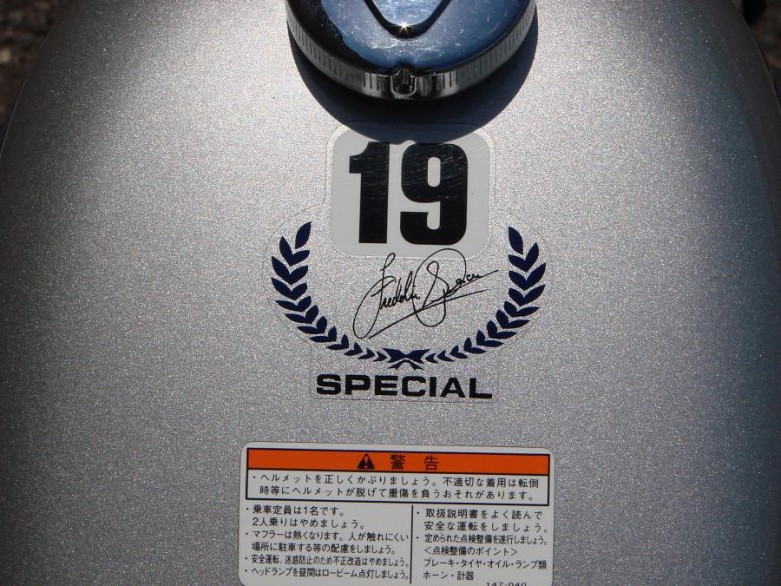 19
Freddie Spencer
SPECIAL
警告
・ヘルメットを正しくかぶりましょう。不適切な着用は転倒
時等にヘルメットが脱げて重傷を負うおそれがあります。
・乗車定員は1名です。
2人乗りはやめましょう。
・マフラーは熱くなります。人が触れにくい
場所に駐車する等の配慮をしましょう。
・安全運転、迷惑防止のため不正改造はやめましょう。
・ヘッドランプを昼間はロービーム点灯しましょう。
・取扱説明書をよく読んで
安全な運転をしましょう。
・定められた点検整備を遂行しましょう。
<点検整備のポイント>
ブレーキ・タイヤ・オイル・ランプ類
ホーン・計器